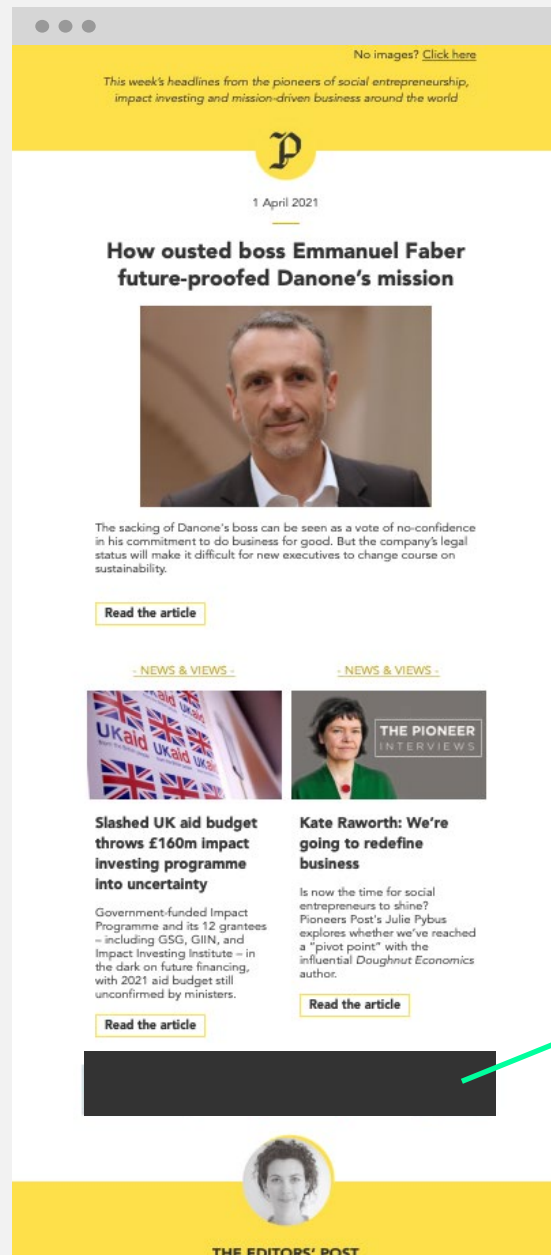 No images? Click here
This week's headlines from the pioneers of social entrepreneurship,
impact investing and mission-driven business around the world
P
1 April 2021
How ousted boss Emmanuel Faber
future-proofed Danone's mission
The sacking of Danone's boss can be seen as a vote of no-confidence
in his commitment to do business for good. But the company's legal
status will make it difficult for new executives to change course on
sustainability.
Read the article
- NEWS & VIEWS -
UKaid
UKaid
UKaid
Slashed UK aid budget
throws £160m impact
investing programme
into uncertainty
Government-funded Impact
Programme and its 12 grantees
– including GSG, GIIN, and
Impact Investing Institute – in
the dark on future financing,
with 2021 aid budget still
unconfirmed by ministers.
Read the article
- NEWS & VIEWS -
THE PIONEER
INTERVIEWS
Kate Raworth: We're
going to redefine
business
Is now the time for social
entrepreneurs to shine?
Pioneers Post's Julie Pybus
explores whether we've reached
a "pivot point" with the
influential Doughnut Economics
author.
Read the article
THE EDITORS' POST